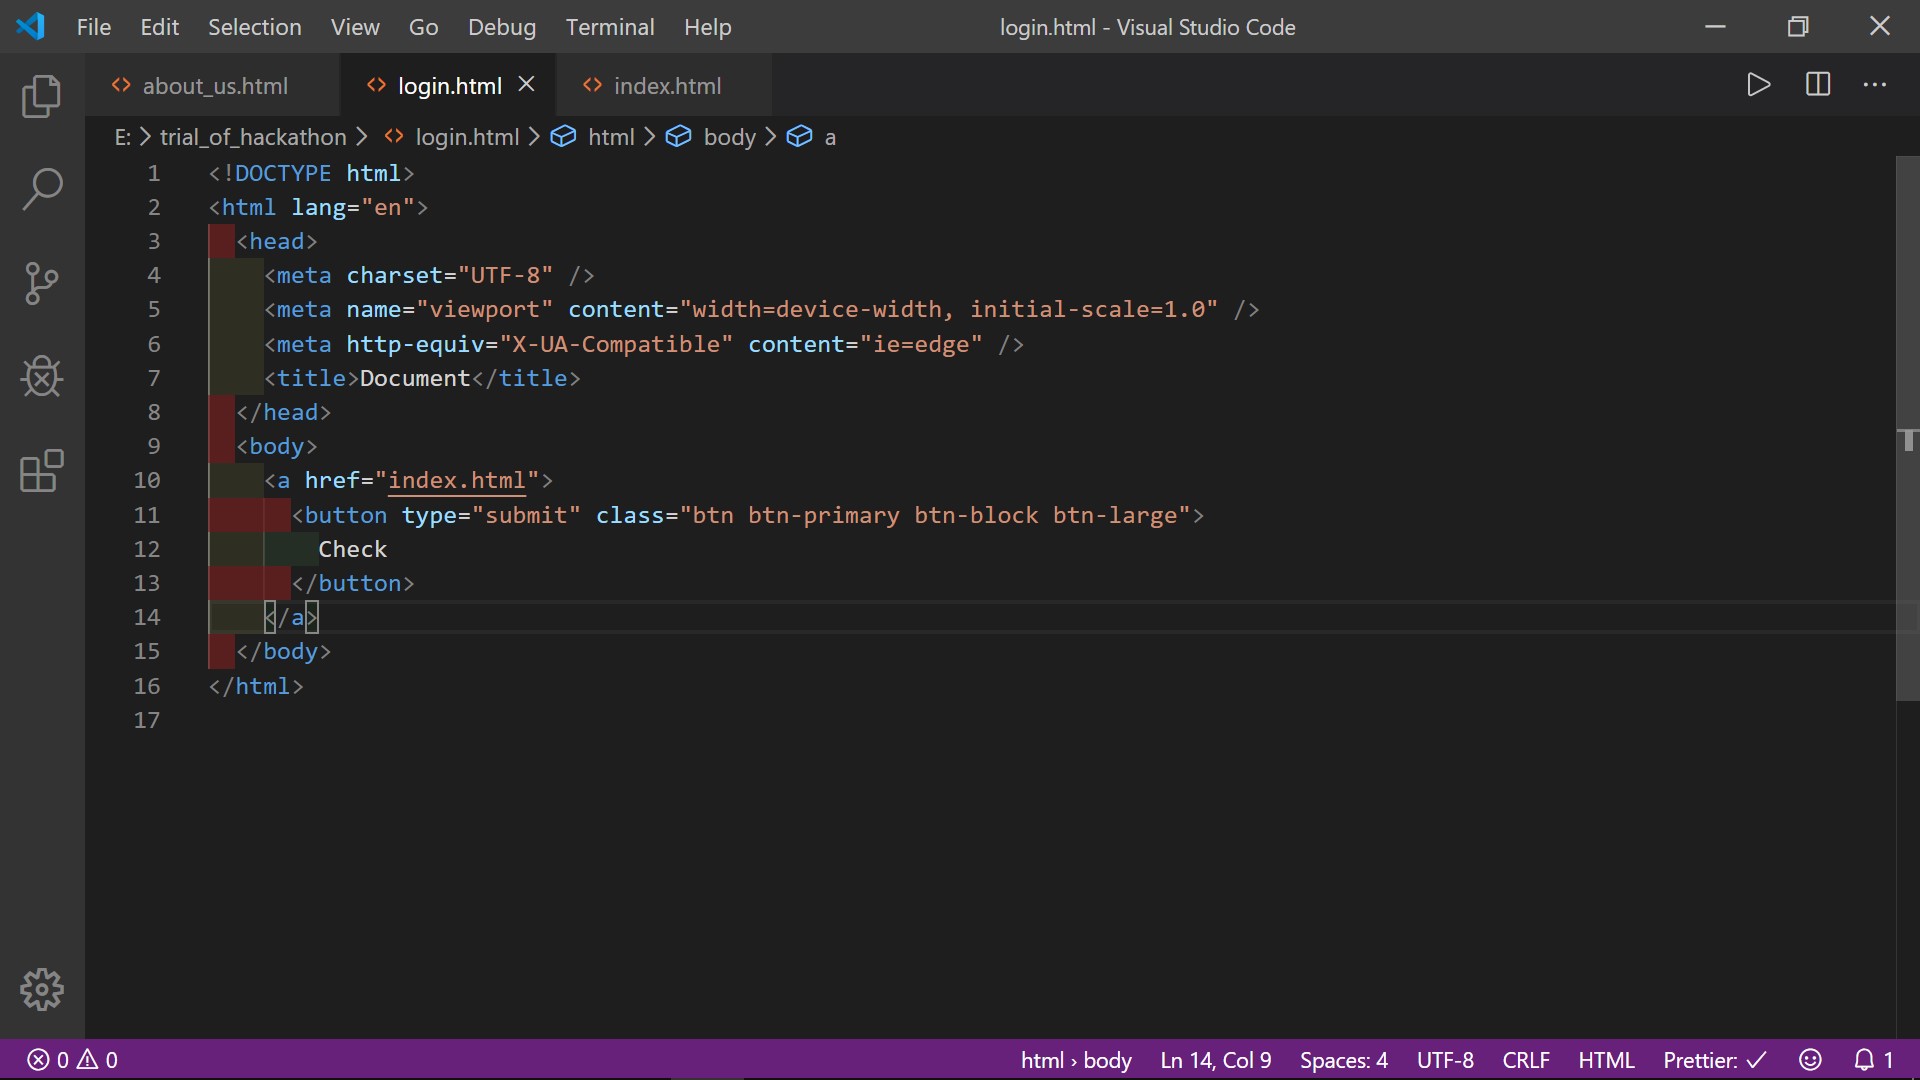 File Edit Selection View Go Debug Terminal Help login.html - Visual Studio Code
about_us.html login.html index.html
E: > trial_of_hackathon > login.html > html > body > a
1 <!DOCTYPE html>
2 <html lang="en">
3 <head>
4 <meta charset="UTF-8" />
5 <meta name="viewport" content="width=device-width, initial-scale=1.0" />
6 <meta http-equiv="X-UA-Compatible" content="ie=edge" />
7 <title>Document</title>
8 </head>
9 <body>
10 <a href="index.html">
11 <button type="submit" class="btn btn-primary btn-block btn-large">
12 Check
13 </button>
14 </a>
15 </body>
16 </html>
17
0 0 html › body Ln 14, Col 9 Spaces: 4 UTF-8 CRLF HTML Prettier: ✓ 1